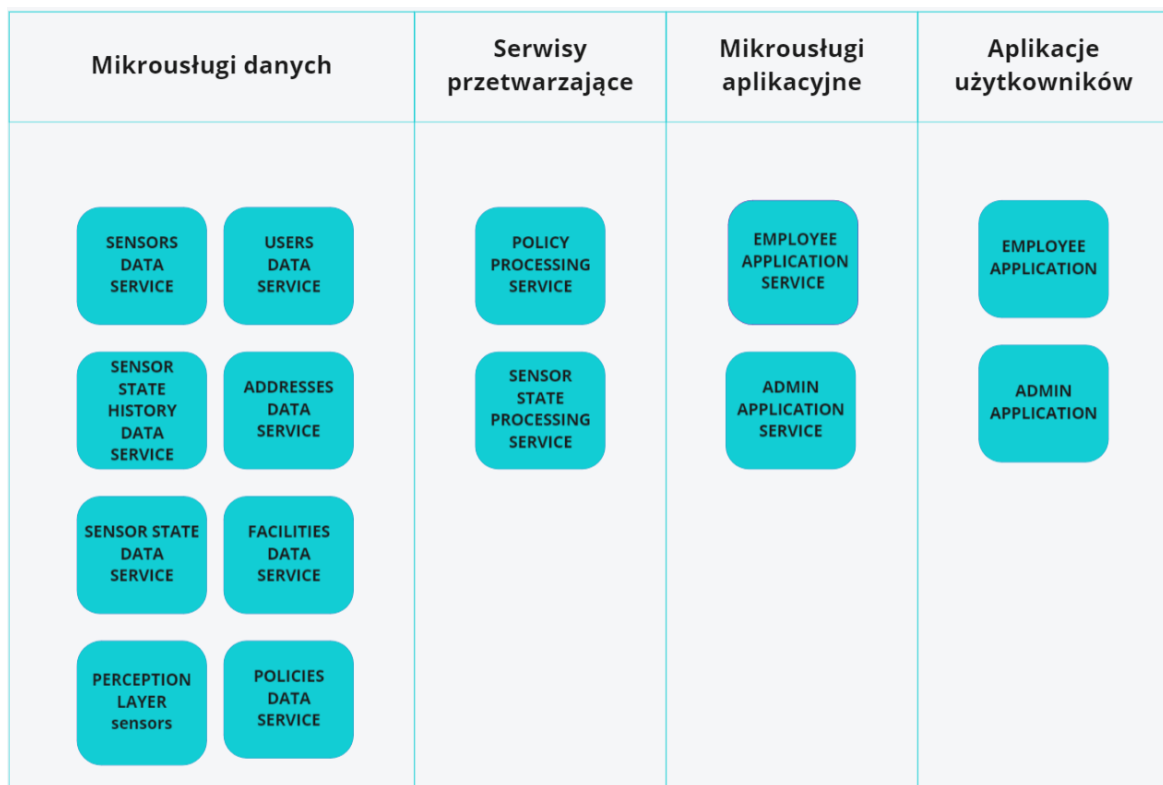 Mikrousługi danych
Serwisy
przetwarzające
Mikrousługi
aplikacyjne
Aplikacje
użytkowników
SENSORS
DATA
SERVICE
USERS
DATA
SERVICE
POLICY
PROCESSING
SERVICE
EMPLOYEE
APPLICATION
SERVICE
EMPLOYEE
APPLICATION
SENSOR
STATE
HISTORY
DATA
SERVICE
ADDRESSES
DATA
SERVICE
SENSOR
STATE
PROCESSING
SERVICE
ADMIN
APPLICATION
SERVICE
ADMIN
APPLICATION
SENSOR STATE
DATA
SERVICE
FACILITIES
DATA
SERVICE
PERCEPTION
LAYER
sensors
POLICIES
DATA
SERVICE